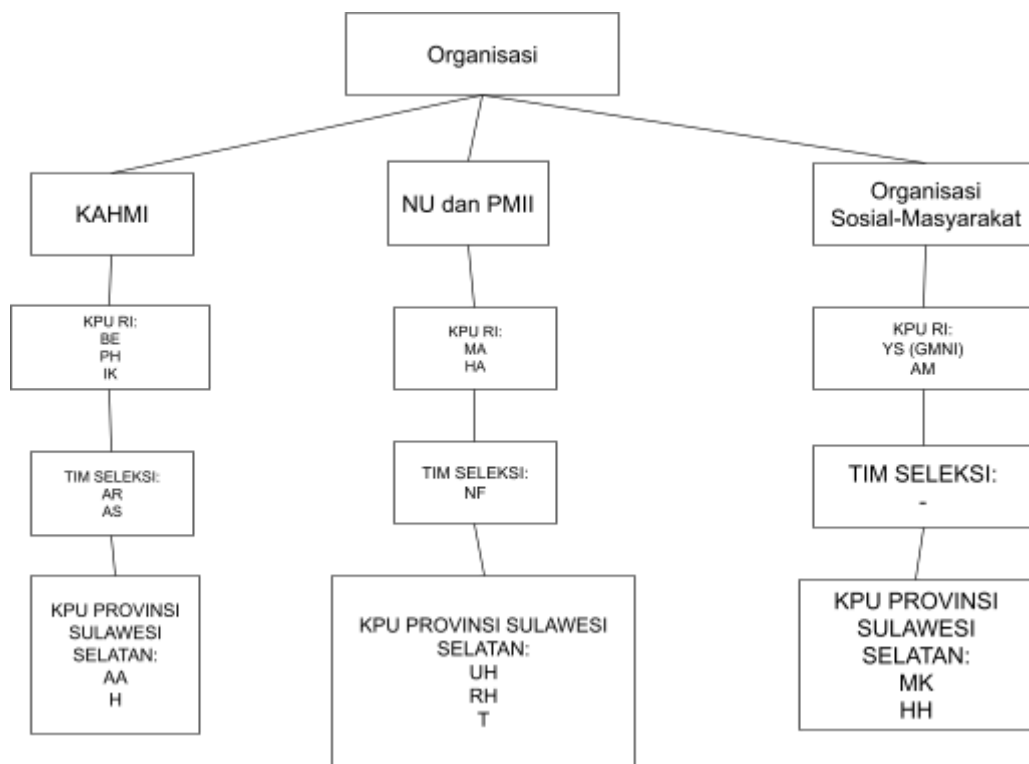 Organisasi
KAHMI
NU dan PMII
Organisasi
Sosial-Masyarakat
KPU RI:
BE
PH
IK
KPU RI:
MA
HA
KPU RI:
YS (GMNI)
AM
TIM SELEKSI:
AR
AS
TIM SELEKSI:
NF
TIM SELEKSI:
-
KPU PROVINSI
SULAWESI
SELATAN:
AA
H
KPU PROVINSI SULAWESI
SELATAN:
UH
RH
T
KPU PROVINSI
SULAWESI
SELATAN:
MK
HH